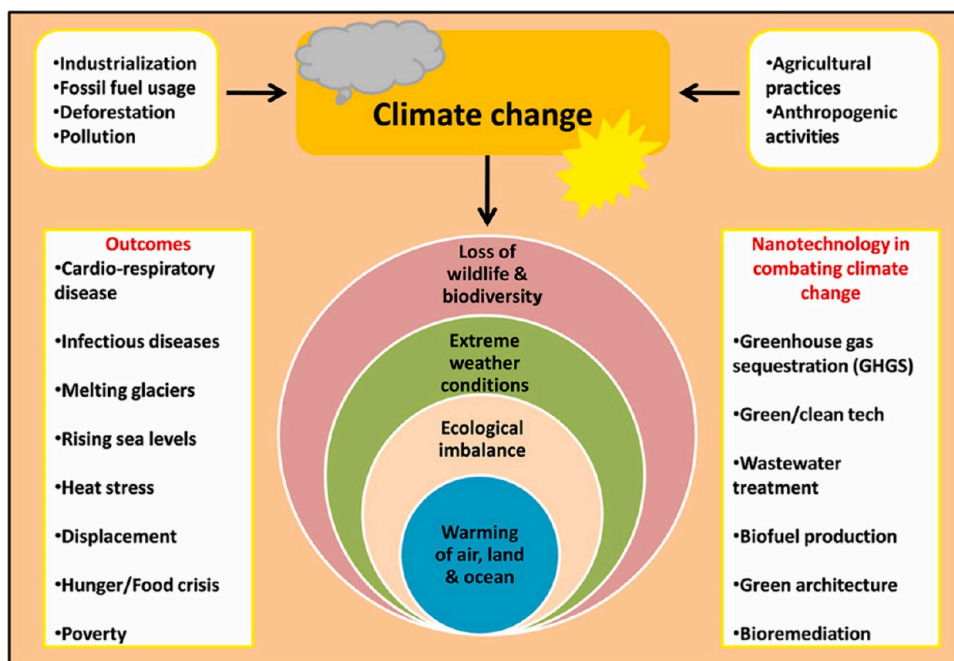 •Industrialization
•Fossil fuel usage
•Deforestation
•Pollution
Climate change
•Agricultural
practices
•Anthropogenic
activities
Outcomes
•Cardio-respiratory
disease
•Infectious diseases
•Melting glaciers
•Rising sea levels
•Heat stress
•Displacement
•Hunger/Food crisis
•Poverty
Loss of
wildlife &
biodiversity
Extreme
weather
conditions
Ecological
imbalance
Warming
of air, land
& ocean
Nanotechnology in
combating climate
change
•Greenhouse gas
sequestration (GHGS)
•Green/clean tech
•Wastewater
treatment
•Biofuel production
•Green architecture
•Bioremediation